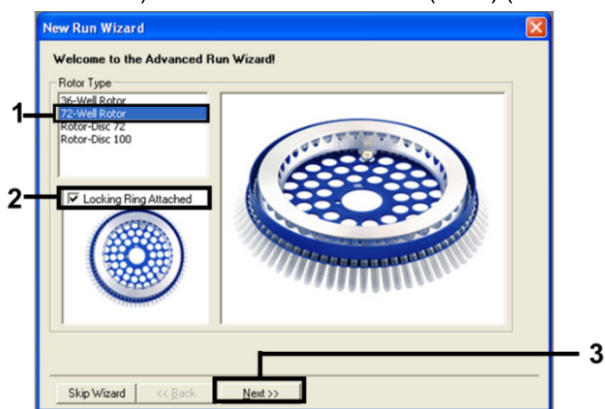 New Run Wizard
Welcome to the Advanced Run Wizard!
Rotor Type
36-Well Rotor
1
72-Well Rotor
Rotor-Disc 72
Rotor-Disc 100
2
Locking Ring Attached
3
Skip Wizard
<< Back
Next >>